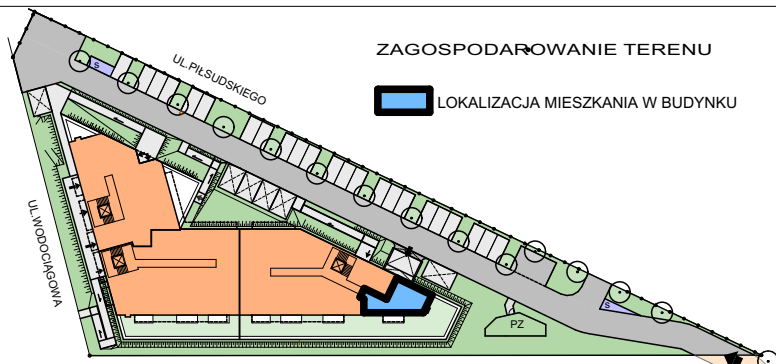 ZAGOSPODAROWANIE TERENU
UL.PIŁSUDSKIEGO
LOKALIZACJA MIESZKANIA W BUDYNKU
UL.WODOCIĄGOWA
S
S
PZ